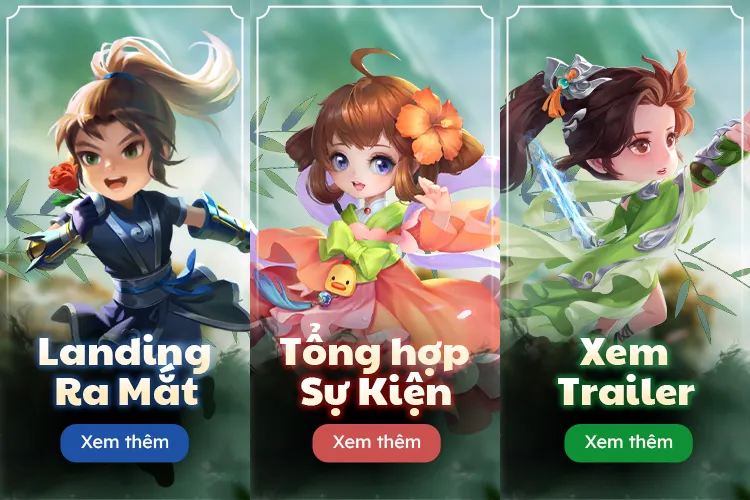 Landing
Ra Mắt
Xem thêm
Tổng hợp
Sự Kiện
Xem thêm
Xem
Trailer
Xem thêm